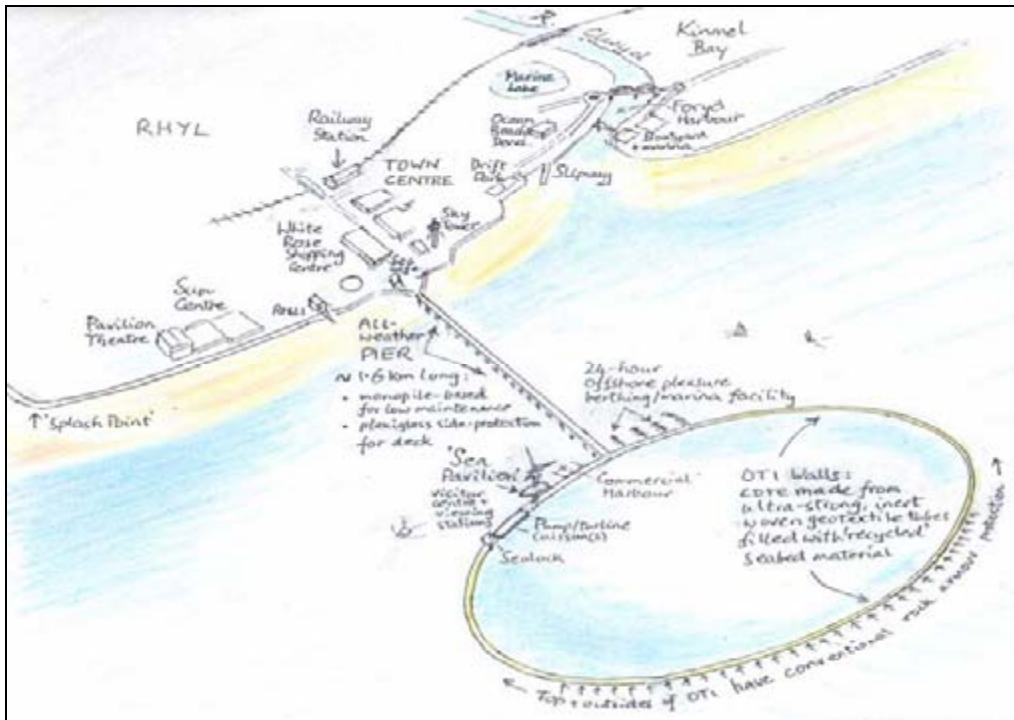 Kinmel
Bay
Clwyd
Marine
Lake
Foryd
Harbour
Boatyard
+ marina
Ocean
Beach
Devel.
RHYL
Railway
Station
TOWN
CENTRE
Drift
Park
Slipway
Sky
Tower
White
Rose
Shopping
Centre
Sun
Centre
Pavilion
Theatre
RNLI
ALL-
weather
PIER
~ 1.6 km long:
• monopile-based
for low maintenance
• plexiglass side-protection
for deck
'Splash Point'
24-hour
Offshore pleasure
berthing/marina facility
'Sea
Pavilion'
visitor
centre +
viewing
stations
Commercial
Harbour
Pump/turbine
caisson(s)
Sealock
OTI Walls:
core made from
ultra-strong, inert
woven geotextile tubes
filled with 'recycled'
seabed material
Top + outsides of OTI have conventional rock armour protection